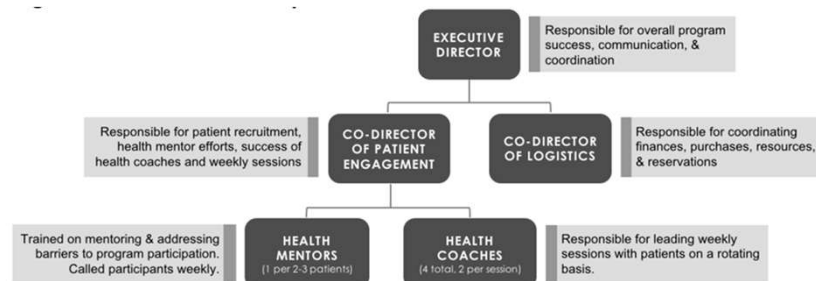 EXECUTIVE
DIRECTOR
Responsible for overall program
success, communication, &
coordination
Responsible for patient recruitment,
health mentor efforts, success of
health coaches and weekly sessions
CO-DIRECTOR
OF PATIENT
ENGAGEMENT
CO-DIRECTOR
OF LOGISTICS
Responsible for coordinating
finances, purchases, resources,
& reservations
Trained on mentoring & addressing
barriers to program participation.
Called participants weekly.
HEALTH
MENTORS
(1 per 2-3 patients)
HEALTH
COACHES
(4 total, 2 per session)
Responsible for leading weekly
sessions with patients on a rotating
basis.